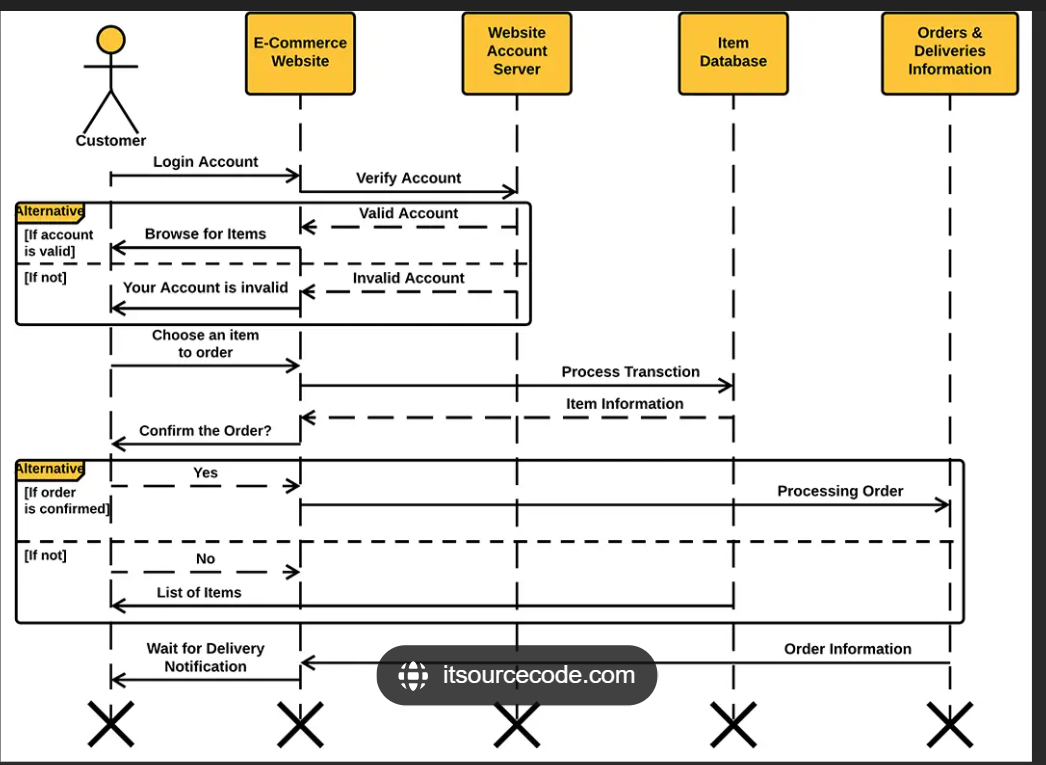 E-Commerce
Website
Website
Account
Server
Item
Database
Orders &
Deliveries
Information
Customer
Login Account
Verify Account
Alternative
Valid Account
[If account
is valid]
Browse for Items
[If not]
Invalid Account
Your Account is invalid
Choose an item
to order
Process Transction
Item Information
Confirm the Order?
Alternative
Yes
[If order
is confirmed]
Processing Order
[If not]
No
List of Items
Wait for Delivery
Notification
Order Information
itsourcecode.com